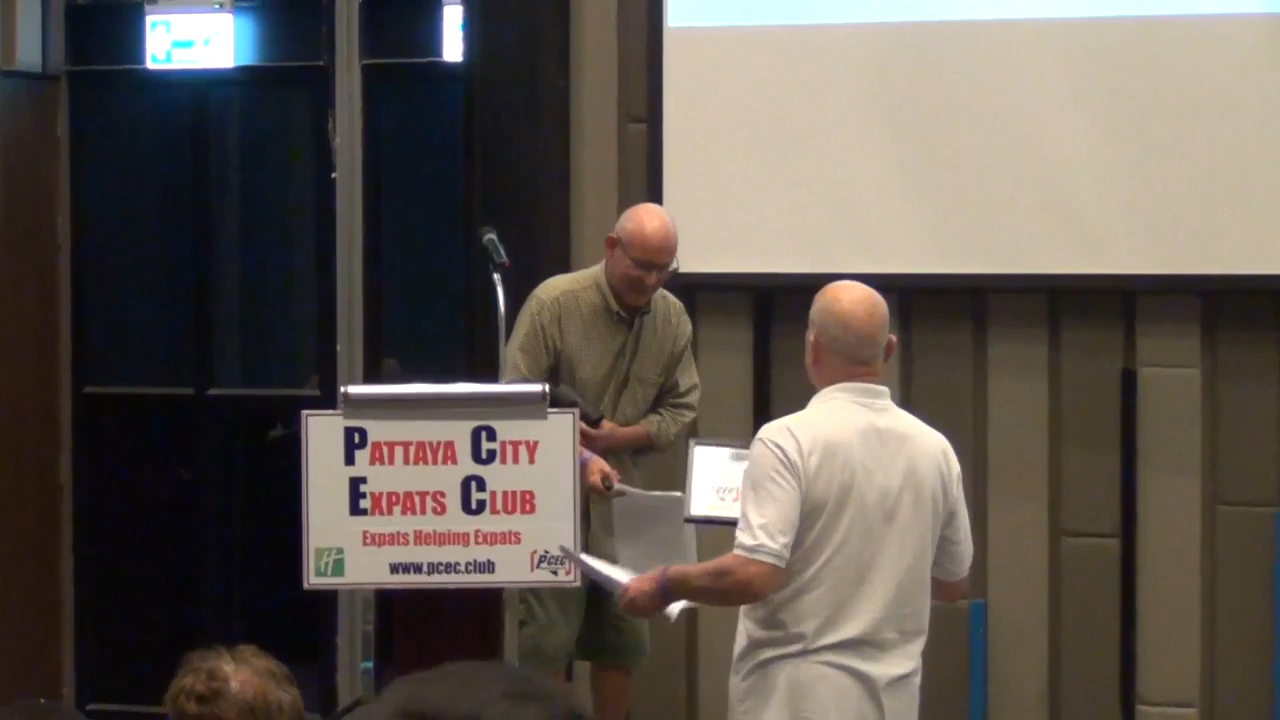 PATTAYA CITY
EXPATS CLUB
Expats Helping Expats
H
www.pcec.club
PCEC